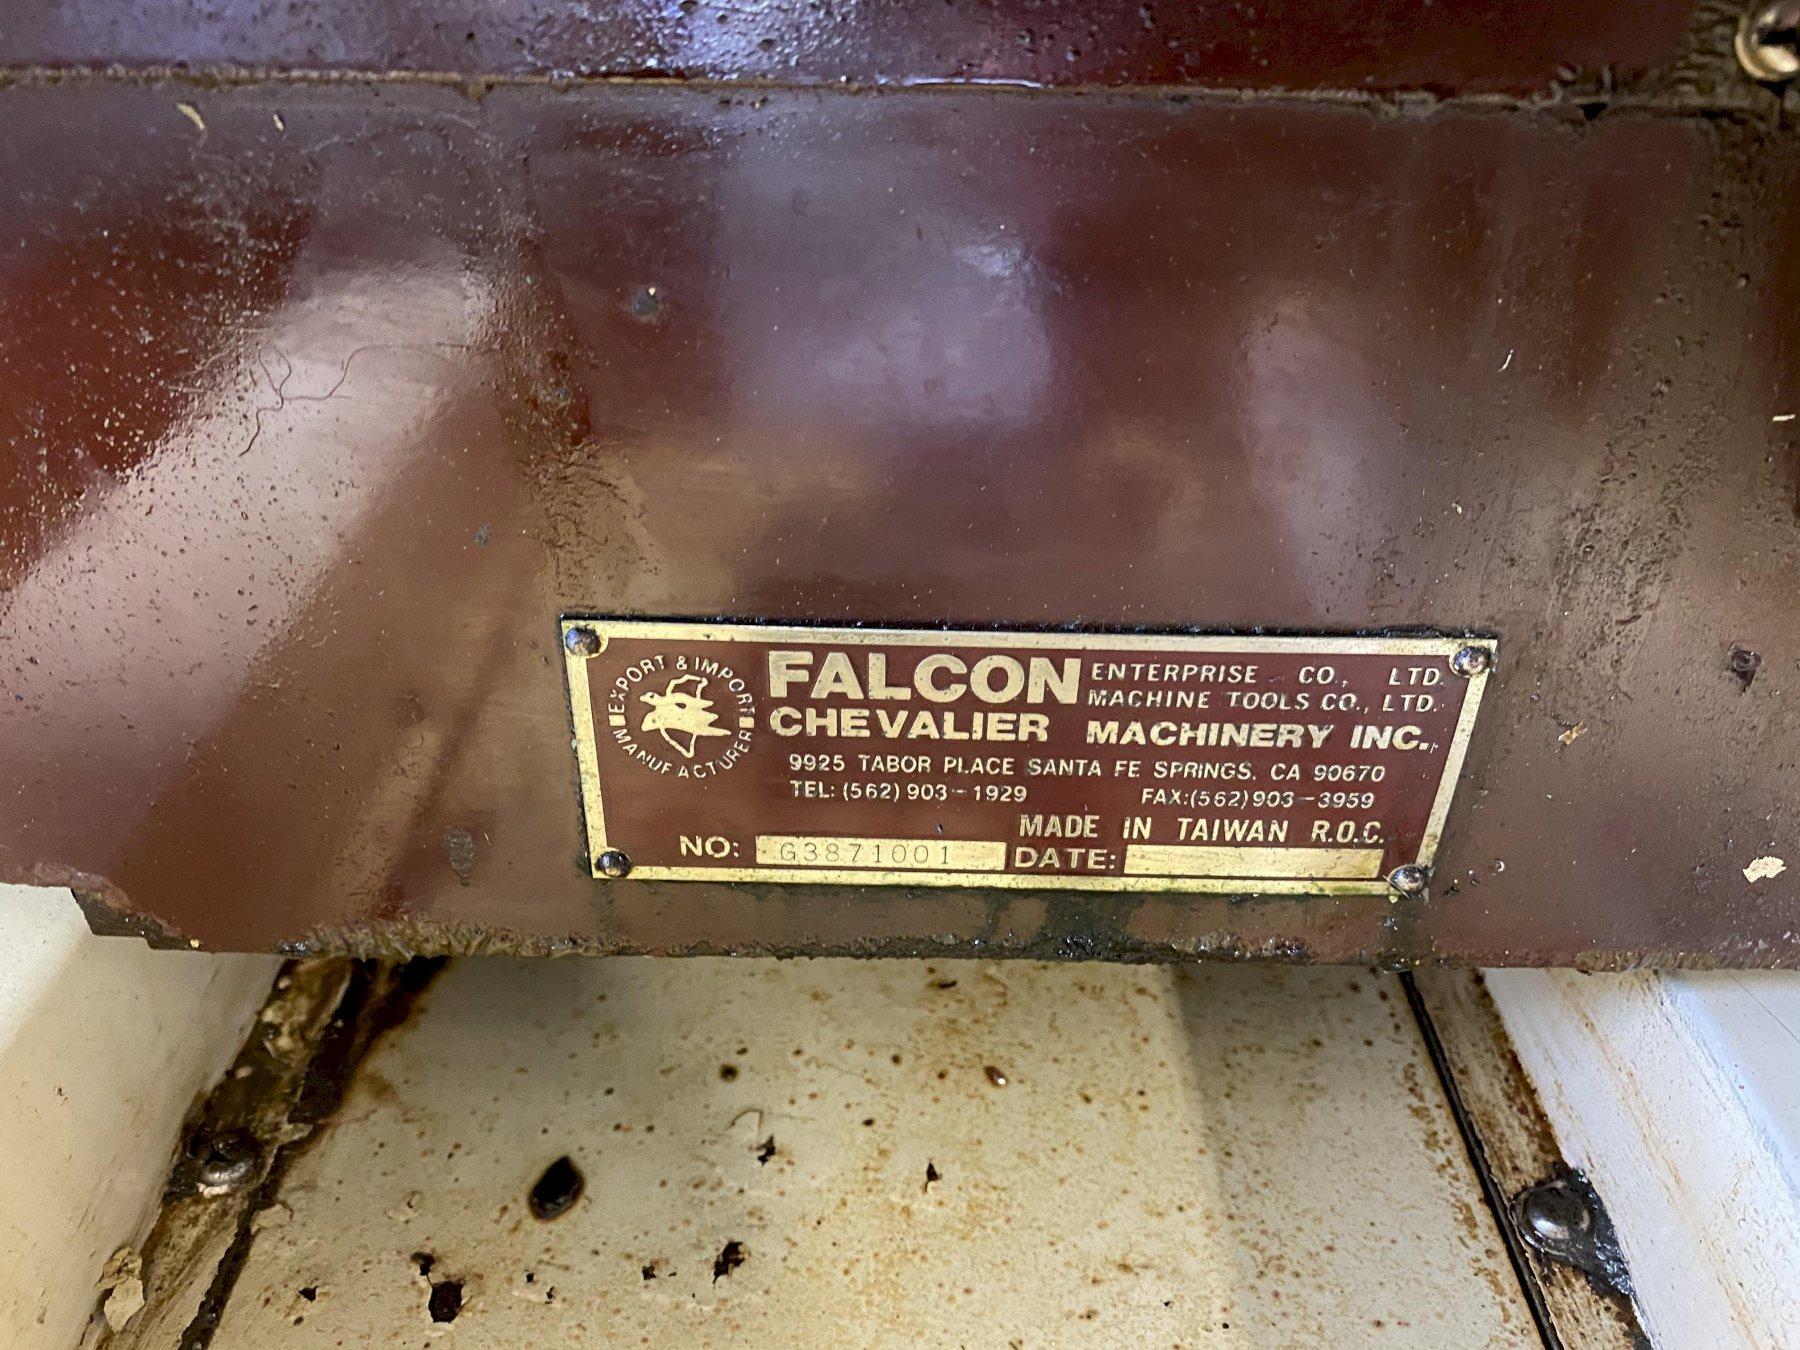 EXPORT & IMPORT
MANUFACTURER
FALCON ENTERPRISE CO., LTD.
MACHINE TOOLS CO., LTD.
CHEVALIER MACHINERY INC.
9925 TABOR PLACE SANTA FE SPRINGS, CA 90670
TEL: (562) 903-1929 FAX:(562)903-3959
MADE IN TAIWAN R.O.C.
NO: G3871001 DATE: